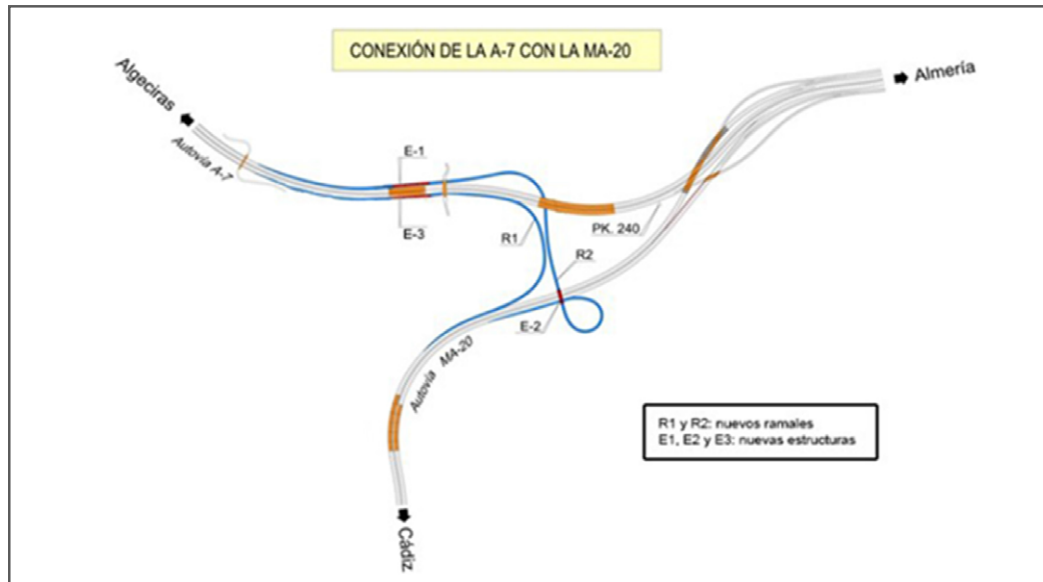 CONEXIÓN DE LA A-7 CON LA MA-20
Algeciras
Almería
Autovía A-7
E-1
E-3
R1
PK. 240
R2
E-2
Autovía MA-20
R1 y R2: nuevos ramales
E1, E2 y E3: nuevas estructuras
Cádiz